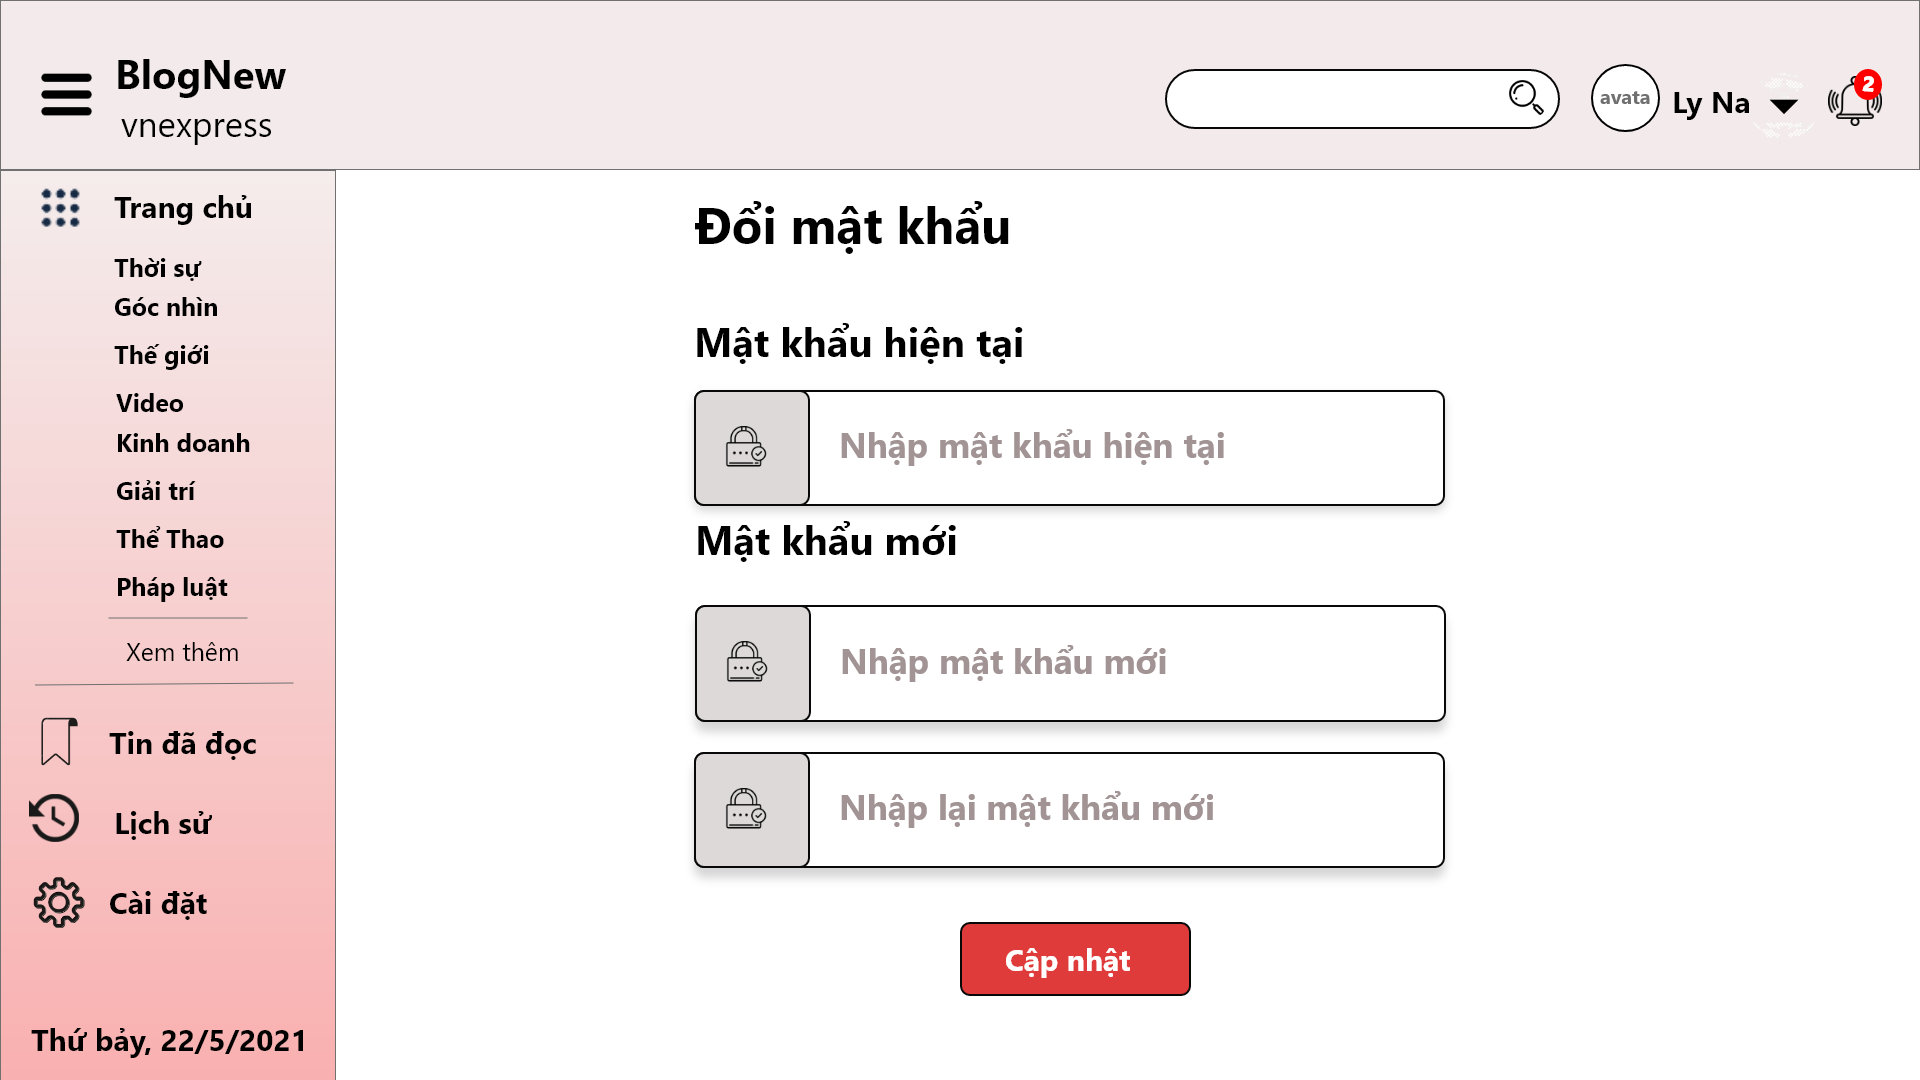 BlogNew
vnexpress
avata
Ly Na
2
Trang chủ
Thời sự
Góc nhìn
Thế giới
Video
Kinh doanh
Giải trí
Thể Thao
Pháp luật
Xem thêm
Tin đã đọc
Lịch sử
Cài đặt
Thứ bảy, 22/5/2021
Đổi mật khẩu
Mật khẩu hiện tại
Nhập mật khẩu hiện tại
Mật khẩu mới
Nhập mật khẩu mới
Nhập lại mật khẩu mới
Cập nhật